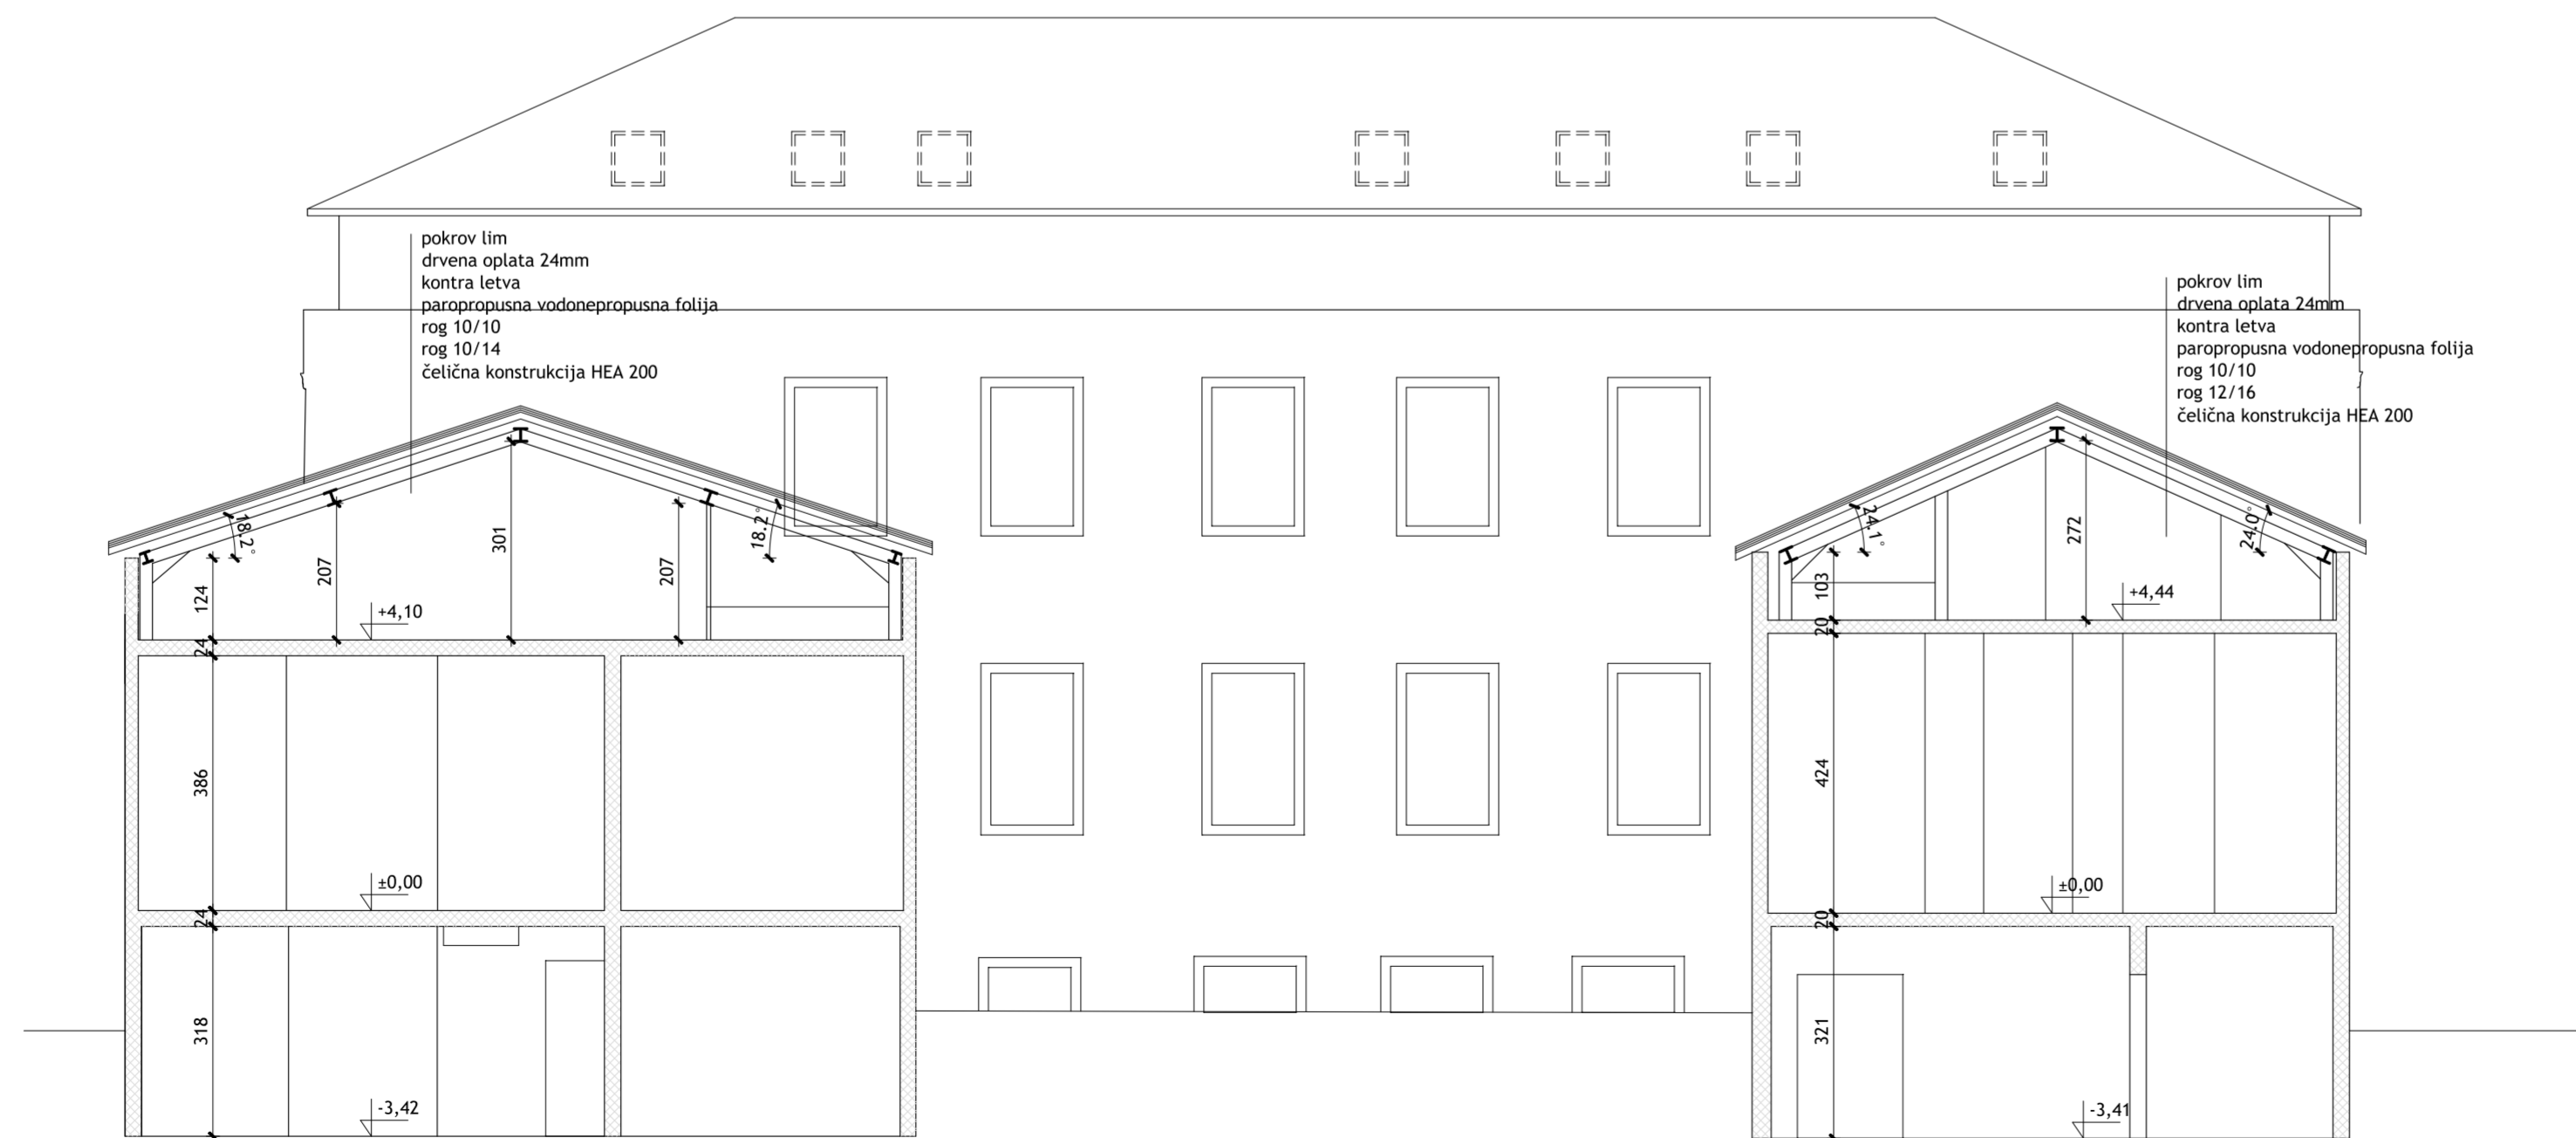 pokrov lim
drvena oplata 24mm
kontra letva
paropropusna vodonepropusna folija
rog 10/10
rog 10/14
čelična konstrukcija HEA 200
pokrov lim
drvena oplata 24mm
kontra letva
paropropusna vodonepropusna folija
rog 10/10
rog 12/16
čelična konstrukcija HEA 200
18.2°
301
18.2°
207
207
124
+4,10
24
386
±0,00
24
318
-3,42
24.1°
272
24.0°
103
+4,44
20
424
±0,00
20
321
-3,41